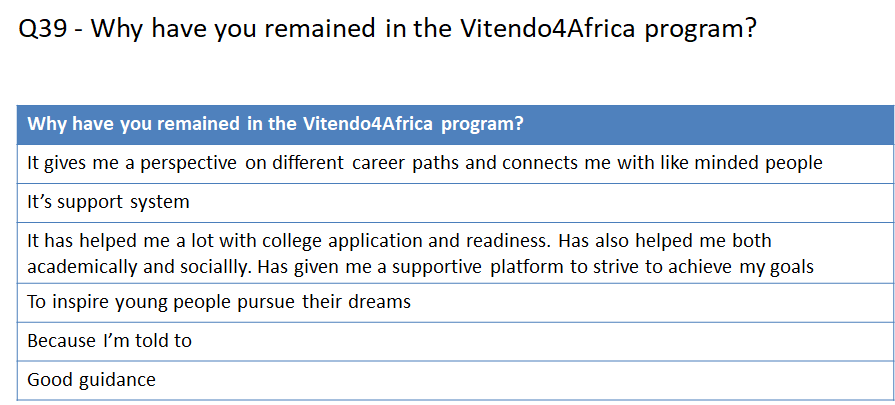 Q39 - Why have you remained in the Vitendo4Africa program?
Why have you remained in the Vitendo4Africa program?
It gives me a perspective on different career paths and connects me with like minded people
It’s support system
It has helped me a lot with college application and readiness. Has also helped me both
academically and sociallly. Has given me a supportive platform to strive to achieve my goals
To inspire young people pursue their dreams
Because I’m told to
Good guidance